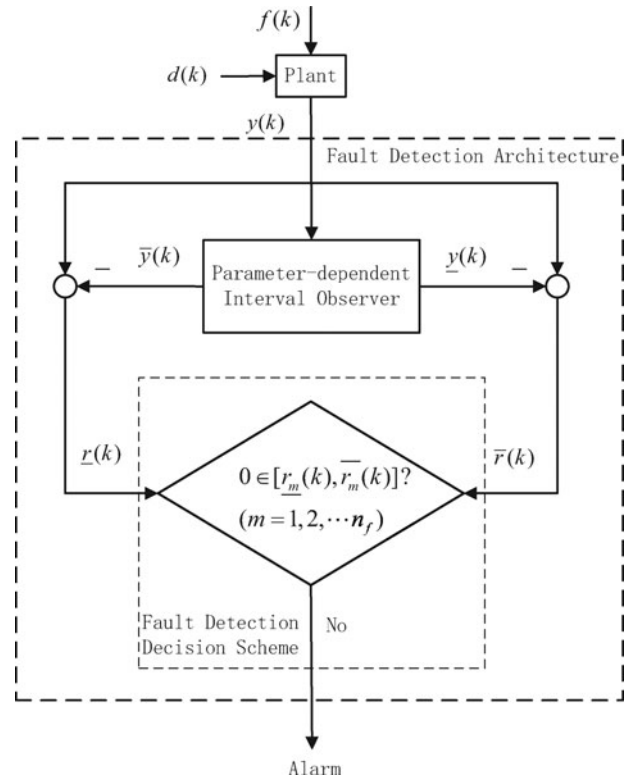 f(k)
d(k)
Plant
y(k)
Fault Detection Architecture
− y̅(k)
Parameter-dependent
Interval Observer
y̲(k) −
r̲(k)
r̅(k)
0 ∈ [r̲ₘ(k), r̅ₘ(k)]?
(m = 1, 2, ⋯ n_f)
Fault Detection
Decision Scheme
No
Alarm